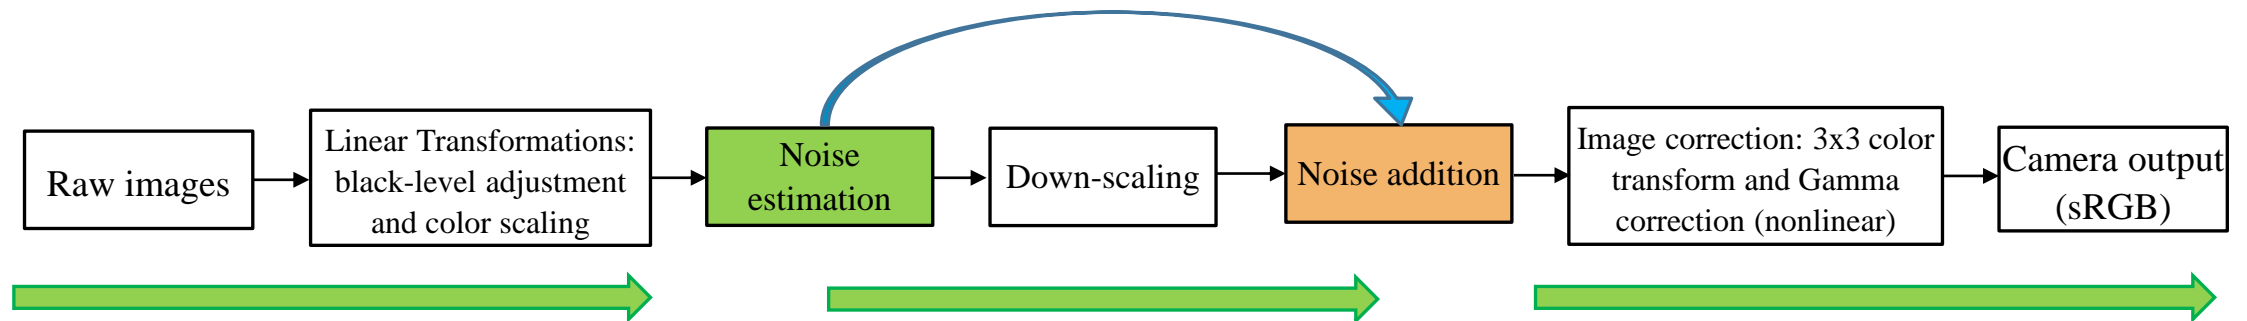 Raw images
Linear Transformations:
black-level adjustment
and color scaling
Noise
estimation
Down-scaling
Noise addition
Image correction: 3x3 color
transform and Gamma
correction (nonlinear)
Camera output
(sRGB)